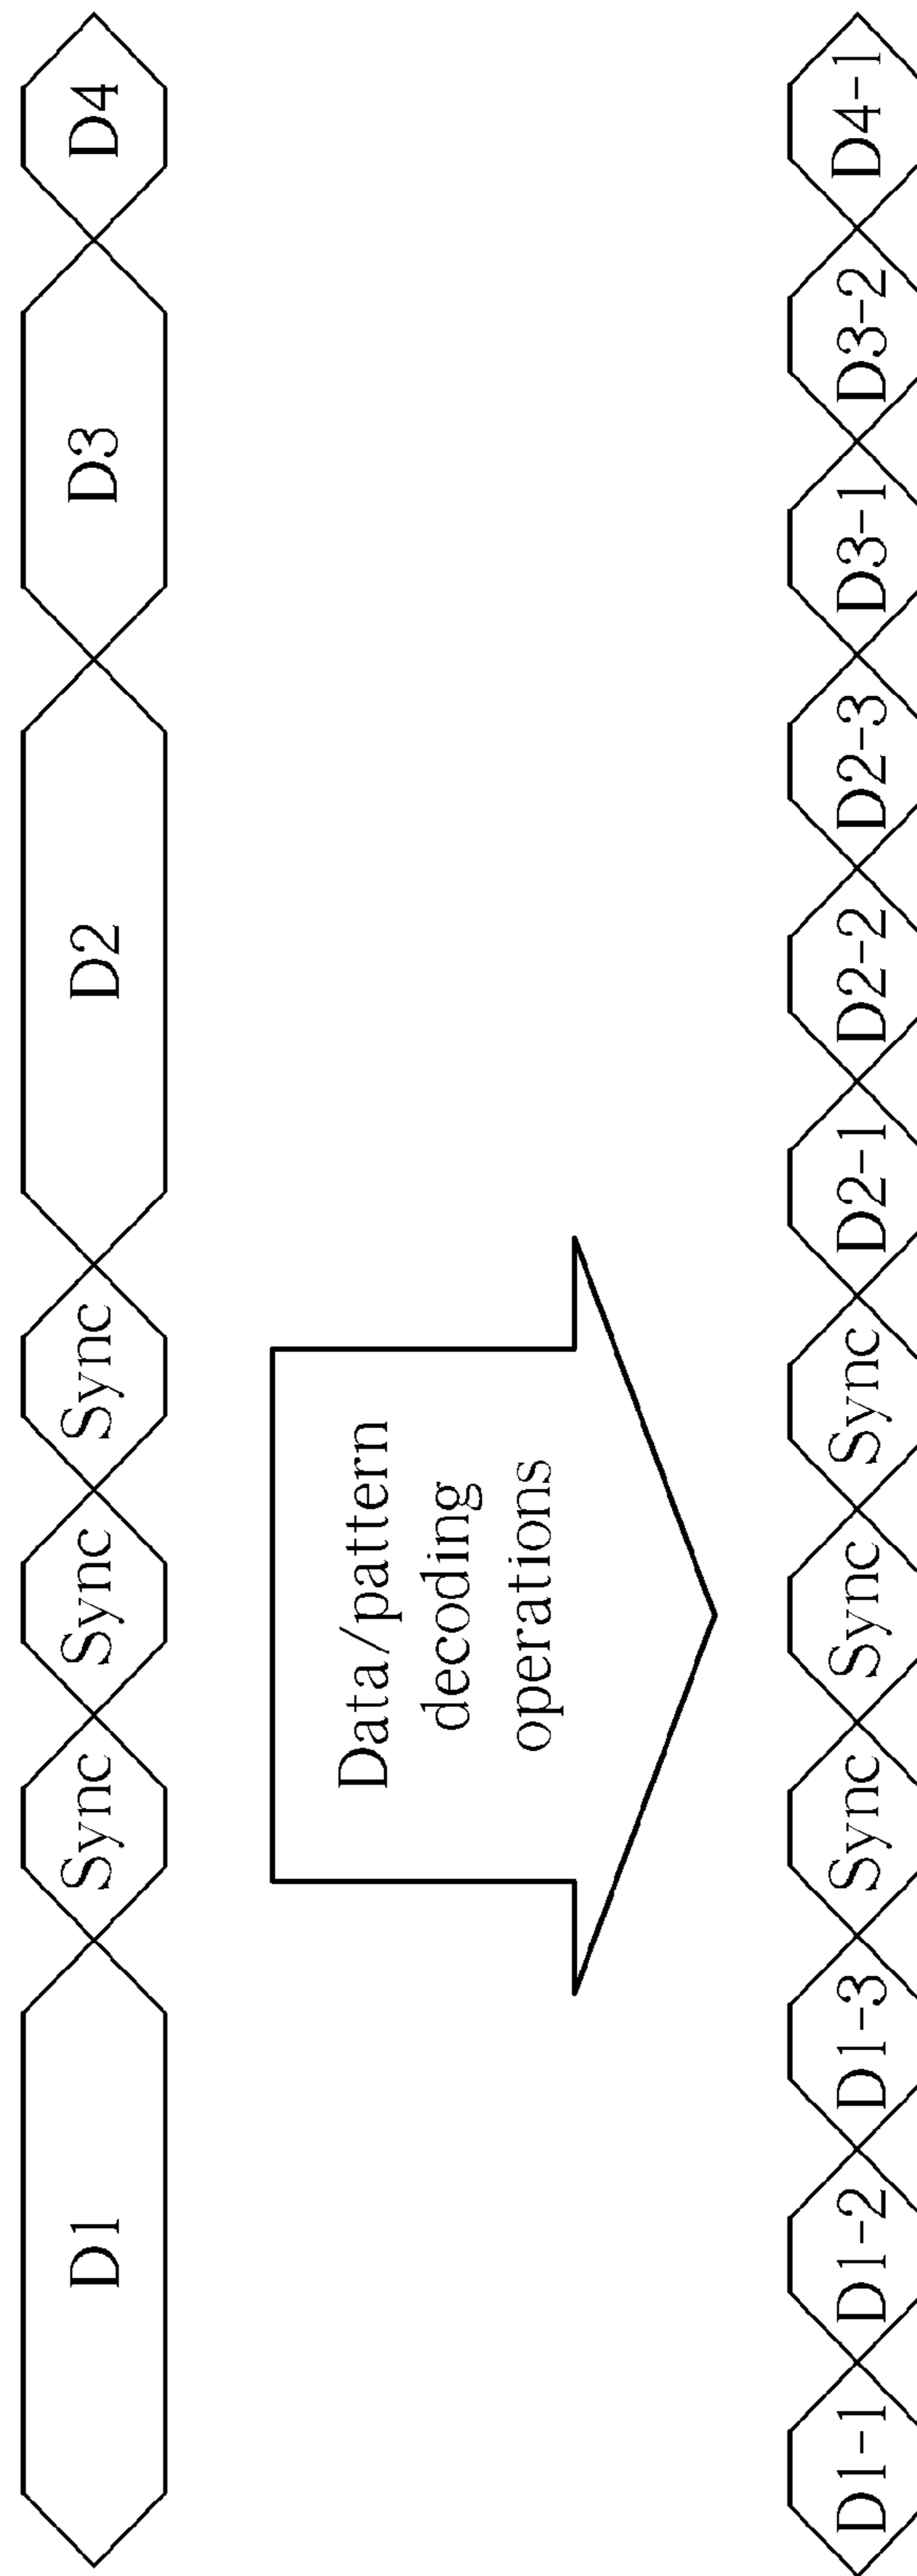 D1
Sync
Sync
Sync
D2
D3
D4
Data/pattern
decoding
operations
D1-1
D1-2
D1-3
Sync
Sync
Sync
D2-1
D2-2
D2-3
D3-1
D3-2
D4-1